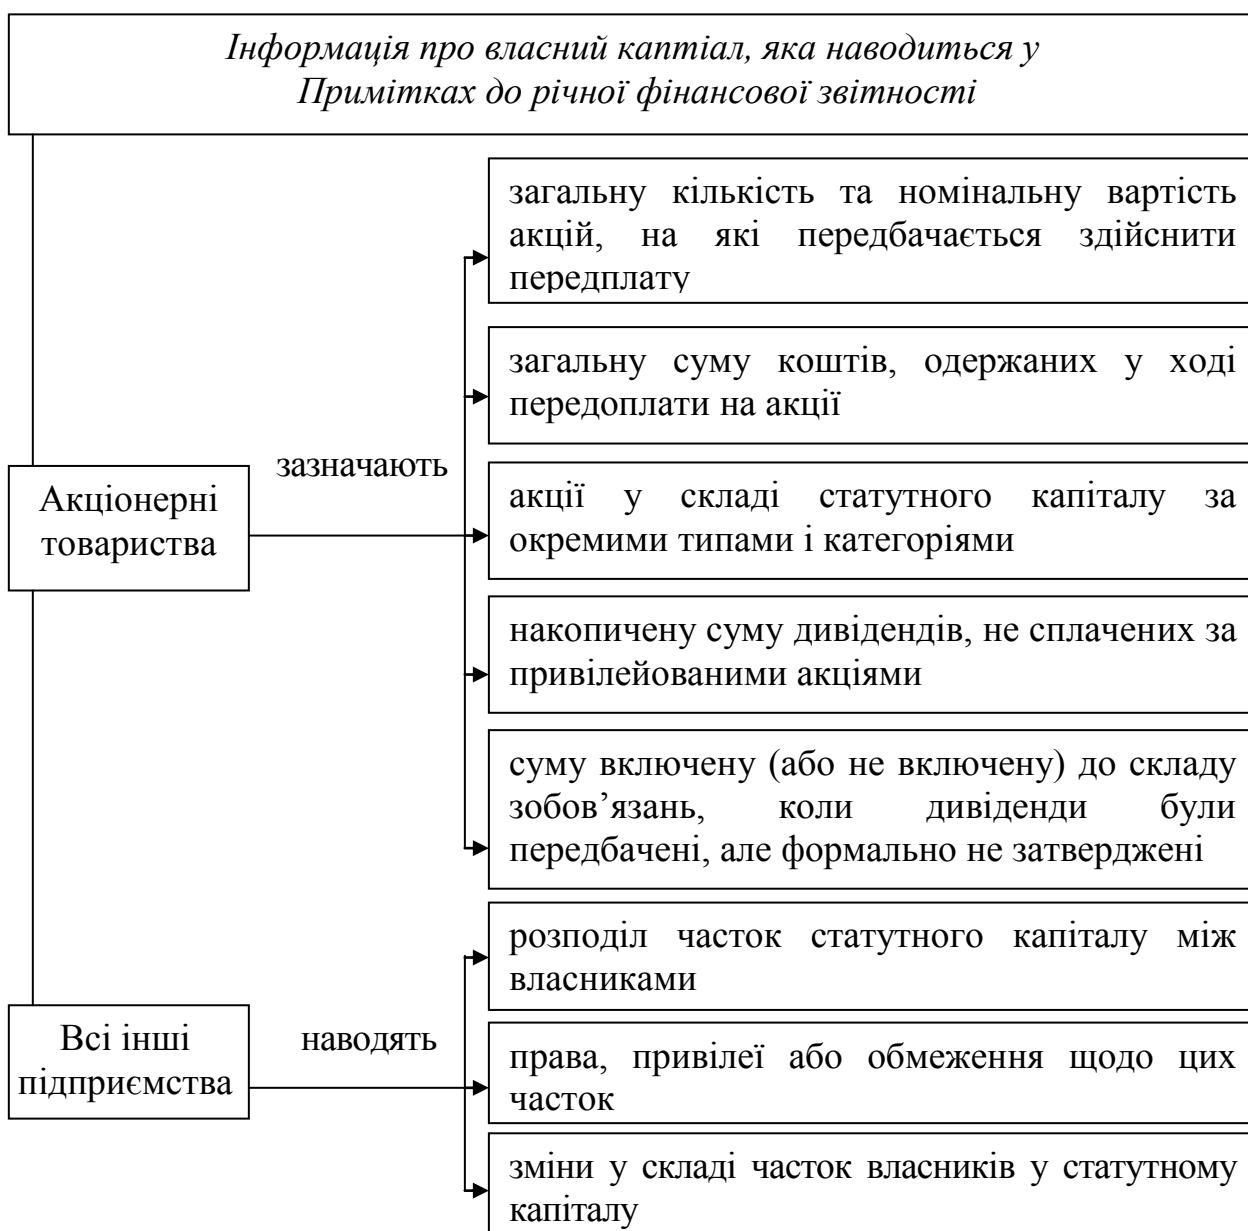 Інформація про власний каптіал, яка наводиться у
Примітках до річної фінансової звітності
загальну кількість та номінальну вартість
акцій, на які передбачається здійснити
передплату
загальну суму коштів, одержаних у ході
передоплати на акції
зазначають
Акціонерні
товариства
акції у складі статутного капіталу за
окремими типами і категоріями
накопичену суму дивідендів, не сплачених за
привілейованими акціями
суму включену (або не включену) до складу
зобов’язань, коли дивіденди були
передбачені, але формально не затверджені
розподіл часток статутного капіталу між
власниками
Всі інші
підприємства
наводять
права, привілеї або обмеження щодо цих
часток
зміни у складі часток власників у статутному
капіталу